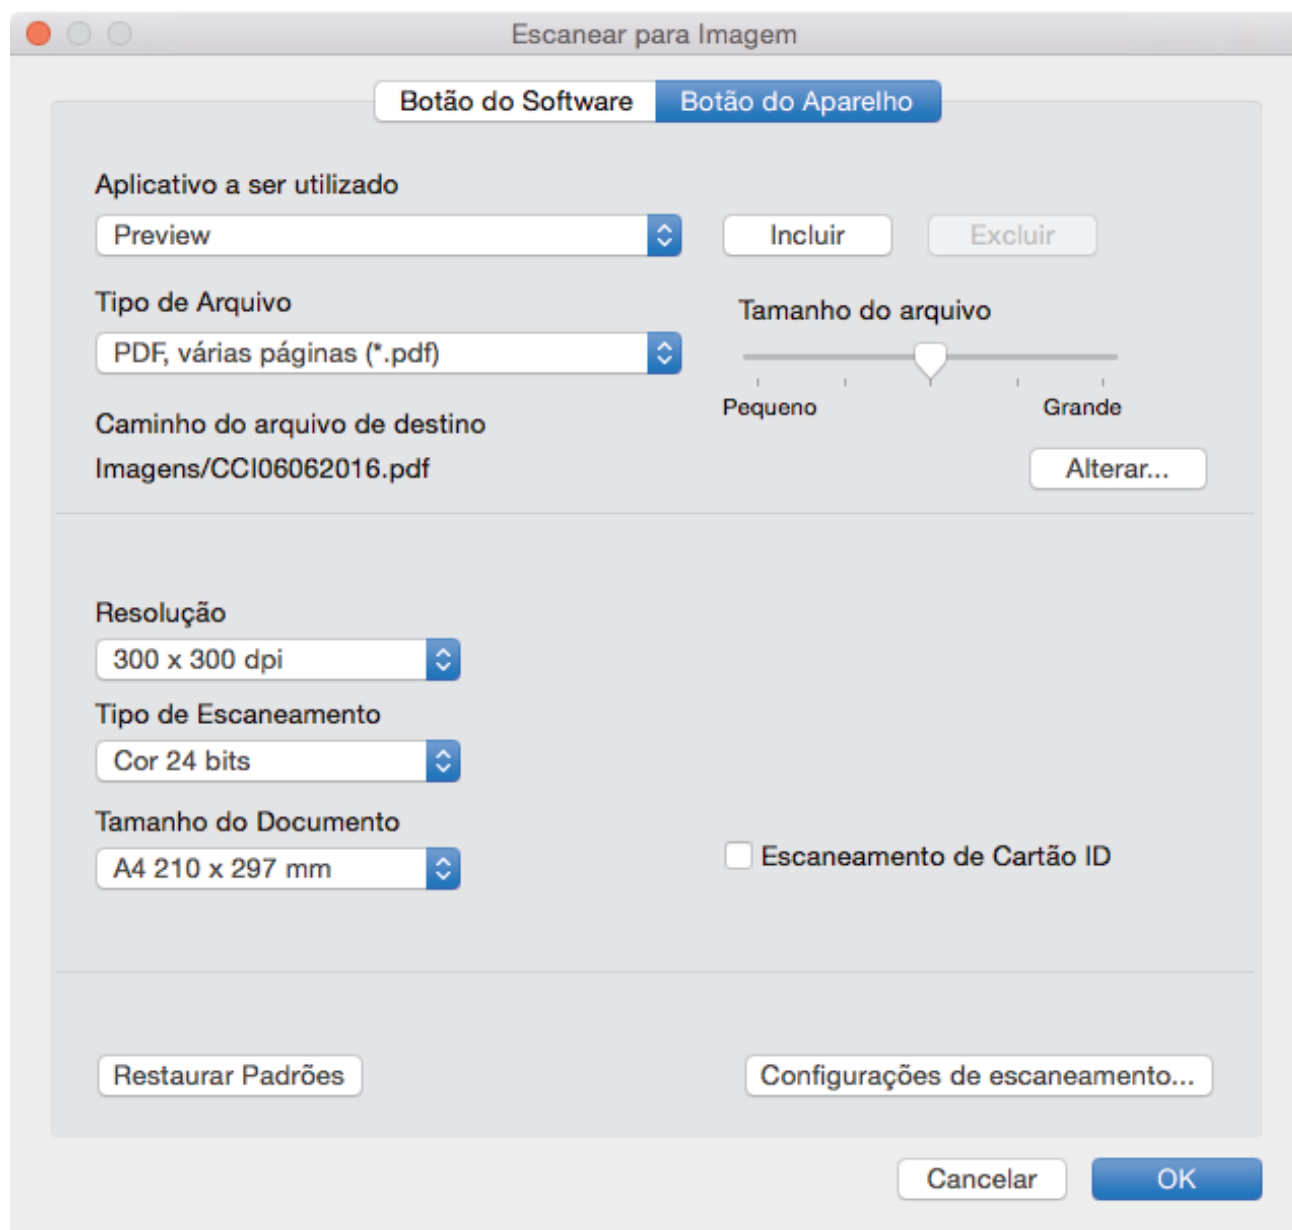 Escanear para Imagem
Botão do Software
Botão do Aparelho
Aplicativo a ser utilizado
Preview
Incluir
Excluir
Tipo de Arquivo
Tamanho do arquivo
PDF, várias páginas (*.pdf)
Pequeno
Grande
Caminho do arquivo de destino
Imagens/CCI06062016.pdf
Alterar...
Resolução
300 x 300 dpi
Tipo de Escaneamento
Cor 24 bits
Tamanho do Documento
A4 210 x 297 mm
Escaneamento de Cartão ID
Restaurar Padrões
Configurações de escaneamento...
Cancelar
OK